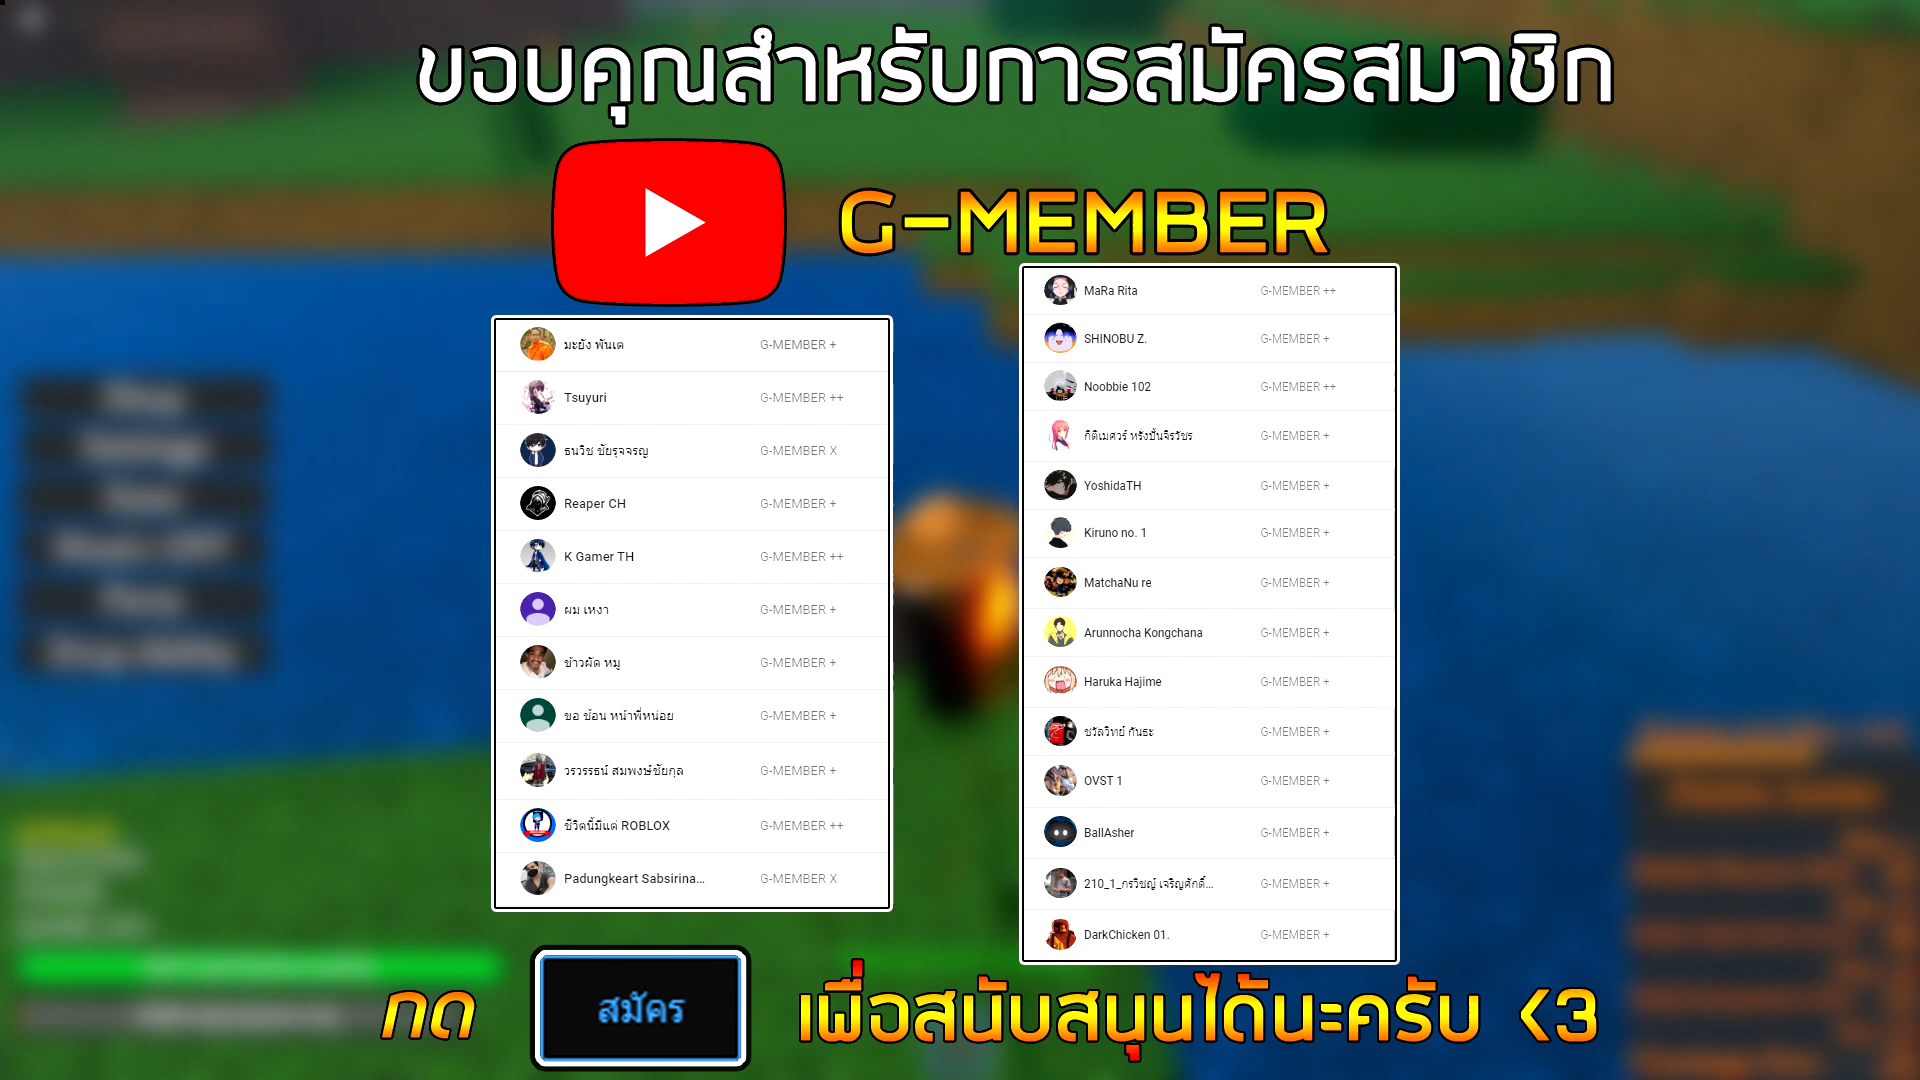 ขอบคุณสำหรับการสมัครสมาชิก
G-MEMBER
มะยัง พันเต G-MEMBER +
Tsuyuri G-MEMBER ++
ธนวิช ชัยรุจจรญ G-MEMBER X
Reaper CH G-MEMBER +
K Gamer TH G-MEMBER ++
ผม เหงา G-MEMBER +
ข้าวผัด หมู G-MEMBER +
ขอ ช้อน หน้าพี่หน่อย G-MEMBER +
วรวรรธน์ สมพงษ์ชัยกุล G-MEMBER +
ชีวิตนี้มีแต่ ROBLOX G-MEMBER ++
Padungkeart Sabsirina... G-MEMBER X
MaRa Rita G-MEMBER ++
SHINOBU Z. G-MEMBER +
Noobbie 102 G-MEMBER ++
กิติเมศวร์ หรั่งปิ้นจิรวัชร G-MEMBER +
YoshidaTH G-MEMBER +
Kiruno no. 1 G-MEMBER +
MatchaNu re G-MEMBER +
Arunnocha Kongchana G-MEMBER +
Haruka Hajime G-MEMBER +
ชวัลวิทย์ กันธะ G-MEMBER +
OVST 1 G-MEMBER +
BallAsher G-MEMBER +
210_1_กรวิชญ์ เจริญศักดิ์... G-MEMBER +
DarkChicken 01. G-MEMBER +
กด สมัคร เพื่อสนับสนุนได้นะครับ <3